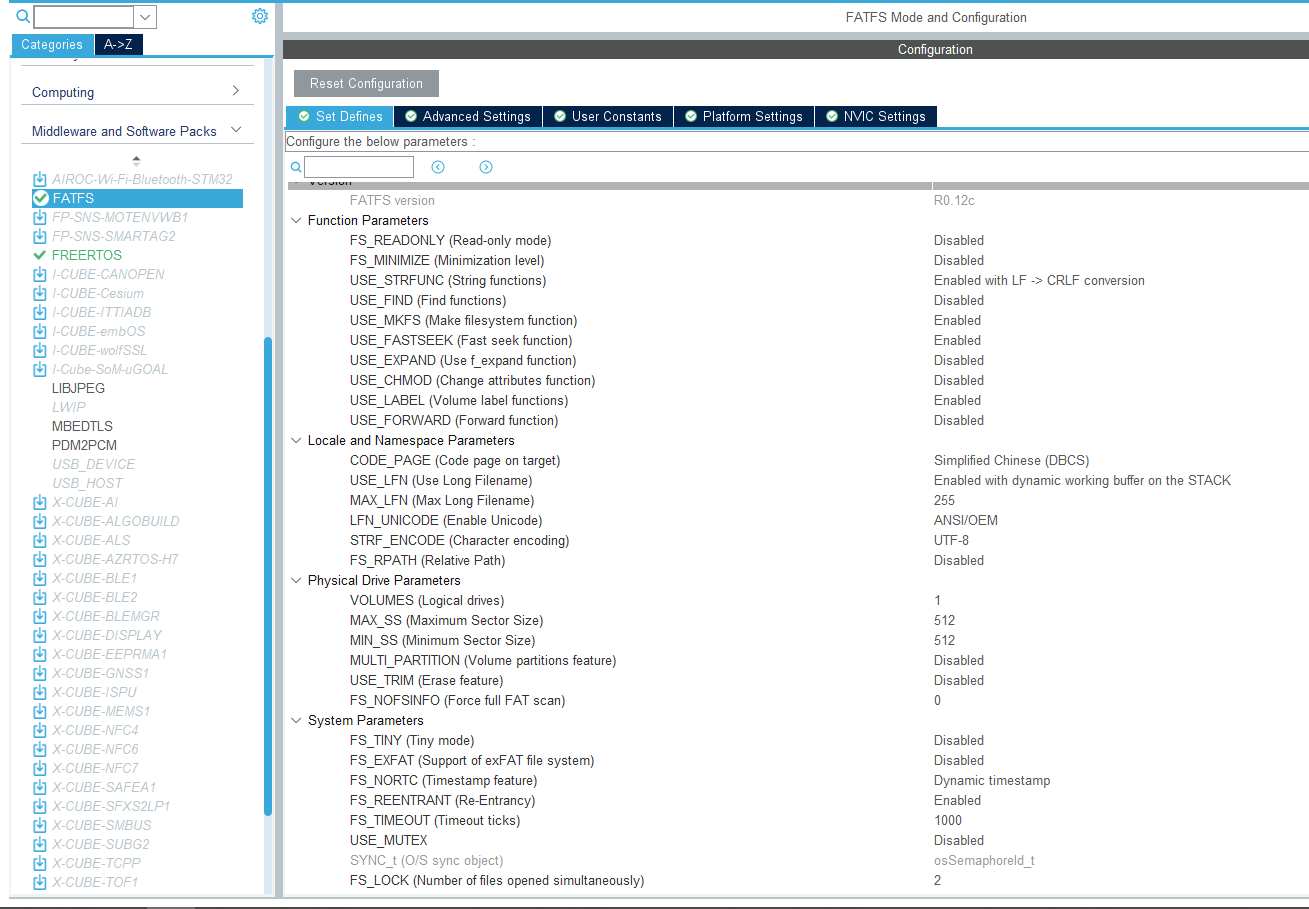 FATFS Mode and Configuration
Categories
A->Z
Computing
Middleware and Software Packs
AIROC-Wi-Fi-Bluetooth-STM32
FATFS
FP-SNS-MOTENVWB1
FP-SNS-SMARTAG2
FREERTOS
I-CUBE-CANOPEN
I-CUBE-Cesium
I-CUBE-ITTIADB
I-CUBE-embOS
I-CUBE-wolfSSL
I-Cube-SoM-uGOAL
LIBJPEG
LWIP
MBEDTLS
PDM2PCM
USB_DEVICE
USB_HOST
X-CUBE-AI
X-CUBE-ALGOBUILD
X-CUBE-ALS
X-CUBE-AZRTOS-H7
X-CUBE-BLE1
X-CUBE-BLE2
X-CUBE-BLEMGR
X-CUBE-DISPLAY
X-CUBE-EEPRMA1
X-CUBE-GNSS1
X-CUBE-ISPU
X-CUBE-MEMS1
X-CUBE-NFC4
X-CUBE-NFC6
X-CUBE-NFC7
X-CUBE-SAFEA1
X-CUBE-SFXS2LP1
X-CUBE-SMBUS
X-CUBE-SUBG2
X-CUBE-TCPP
X-CUBE-TOF1
Configuration
Reset Configuration
Set Defines
Advanced Settings
User Constants
Platform Settings
NVIC Settings
Configure the below parameters :
Version
FATFS version R0.12c
Function Parameters
FS_READONLY (Read-only mode) Disabled
FS_MINIMIZE (Minimization level) Disabled
USE_STRFUNC (String functions) Enabled with LF -> CRLF conversion
USE_FIND (Find functions) Disabled
USE_MKFS (Make filesystem function) Enabled
USE_FASTSEEK (Fast seek function) Enabled
USE_EXPAND (Use f_expand function) Disabled
USE_CHMOD (Change attributes function) Disabled
USE_LABEL (Volume label functions) Enabled
USE_FORWARD (Forward function) Disabled
Locale and Namespace Parameters
CODE_PAGE (Code page on target) Simplified Chinese (DBCS)
USE_LFN (Use Long Filename) Enabled with dynamic working buffer on the STACK
MAX_LFN (Max Long Filename) 255
LFN_UNICODE (Enable Unicode) ANSI/OEM
STRF_ENCODE (Character encoding) UTF-8
FS_RPATH (Relative Path) Disabled
Physical Drive Parameters
VOLUMES (Logical drives) 1
MAX_SS (Maximum Sector Size) 512
MIN_SS (Minimum Sector Size) 512
MULTI_PARTITION (Volume partitions feature) Disabled
USE_TRIM (Erase feature) Disabled
FS_NOFSINFO (Force full FAT scan) 0
System Parameters
FS_TINY (Tiny mode) Disabled
FS_EXFAT (Support of exFAT file system) Disabled
FS_NORTC (Timestamp feature) Dynamic timestamp
FS_REENTRANT (Re-Entrancy) Enabled
FS_TIMEOUT (Timeout ticks) 1000
USE_MUTEX Disabled
SYNC_t (O/S sync object) osSemaphoreId_t
FS_LOCK (Number of files opened simultaneously) 2